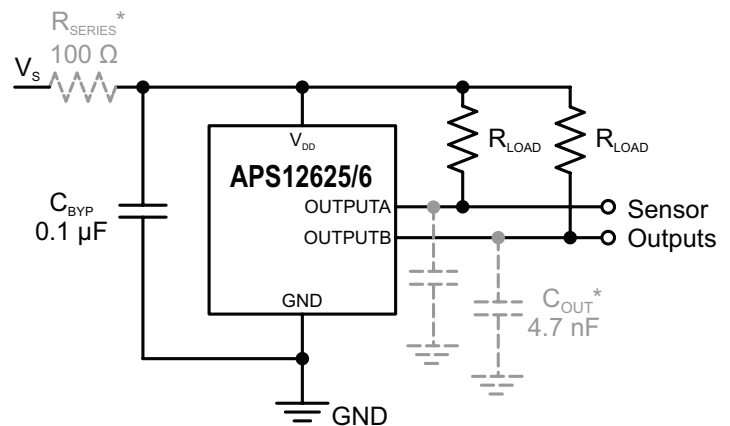 R_SERIES*
100 Ω
V_S
V_DD
R_LOAD
R_LOAD
APS12625/6
C_BYP
0.1 µF
OUTPUTA
OUTPUTB
Sensor
Outputs
GND
C_OUT*
4.7 nF
GND